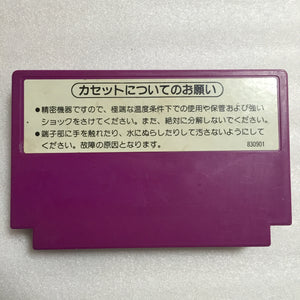 カセットについてのお願い
●精密機器ですので、極端な温度条件下での使用や保管および強い
ショックをさけてください。また、絶対に分解しないでください。
●端子部に手を触れたり、水にぬらしたりして汚さないようにして
ください。故障の原因となります。
830901